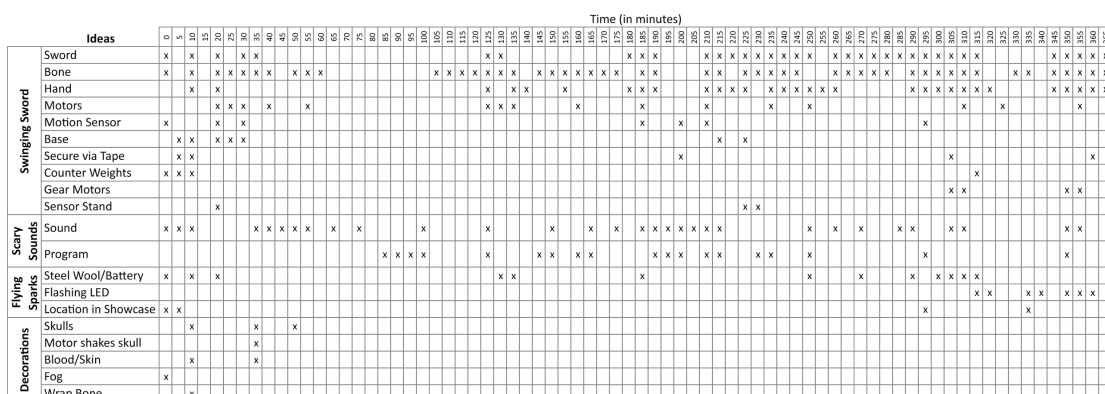 Time (in minutes)
Ideas 0 5 10 15 20 25 30 35 40 45 50 55 60 65 70 75 80 85 90 95 100 105 110 115 120 125 130 135 140 145 150 155 160 165 170 175 180 185 190 195 200 205 210 215 220 225 230 235 240 245 250 255 260 265 270 275 280 285 290 295 300 305 310 315 320 325 330 335 340 345 350 355 360
Swinging Sword
Sword
Bone
Hand
Motors
Motion Sensor
Base
Secure via Tape
Counter Weights
Gear Motors
Sensor Stand
Scary
Sounds
Sound
Program
Flying
Sparks
Steel Wool/Battery
Flashing LED
Location in Showcase
Decorations
Skulls
Motor shakes skull
Blood/Skin
Fog
Wrap Bone